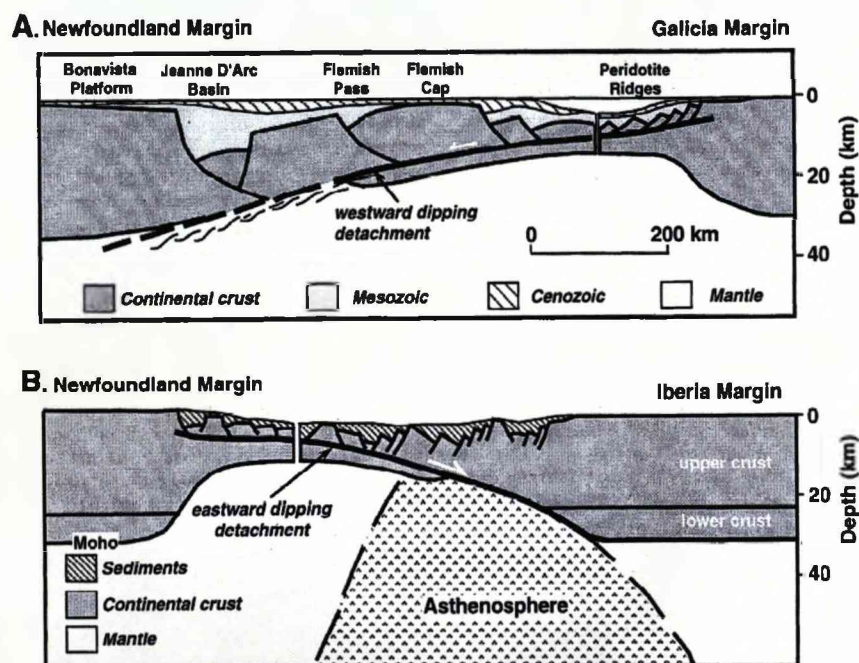 A. Newfoundland Margin
Galicia Margin
Bonavista Platform
Jeanne D'Arc Basin
Flemish Pass
Flemish Cap
Peridotite Ridges
0
20
40
Depth (km)
westward dipping
detachment
0 200 km
Continental crust
Mesozoic
Cenozoic
Mantle
B. Newfoundland Margin
Iberia Margin
0
20
40
Depth (km)
upper crust
lower crust
eastward dipping
detachment
Moho
Sediments
Continental crust
Mantle
Asthenosphere